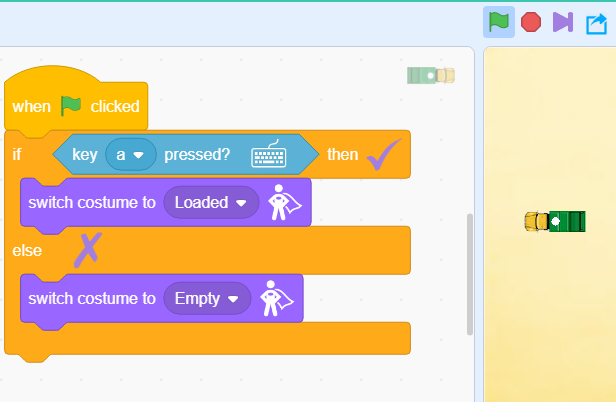 when clicked
if key a pressed? then
switch costume to Loaded
else
switch costume to Empty